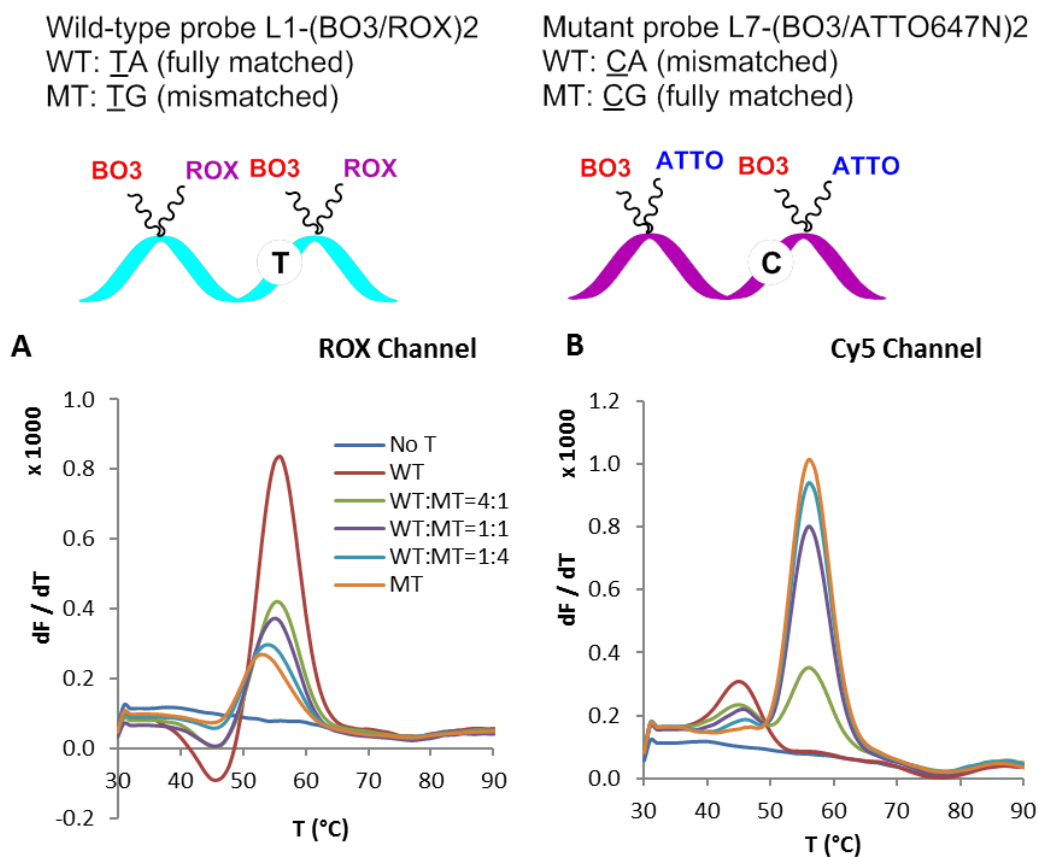 Wild-type probe L1-(BO3/ROX)2
WT: TA (fully matched)
MT: TG (mismatched)
Mutant probe L7-(BO3/ATTO647N)2
WT: CA (mismatched)
MT: CG (fully matched)
BO3 ROX BO3 ROX
T
BO3 ATTO BO3 ATTO
C
A
ROX Channel
x 1000
dF / dT
1.0
0.8
0.6
0.4
0.2
0.0
-0.2
30 40 50 60 70 80 90
T (°C)
No T
WT
WT:MT=4:1
WT:MT=1:1
WT:MT=1:4
MT
B
Cy5 Channel
x 1000
dF / dT
1.2
1.0
0.8
0.6
0.4
0.2
0.0
30 40 50 60 70 80 90
T (°C)